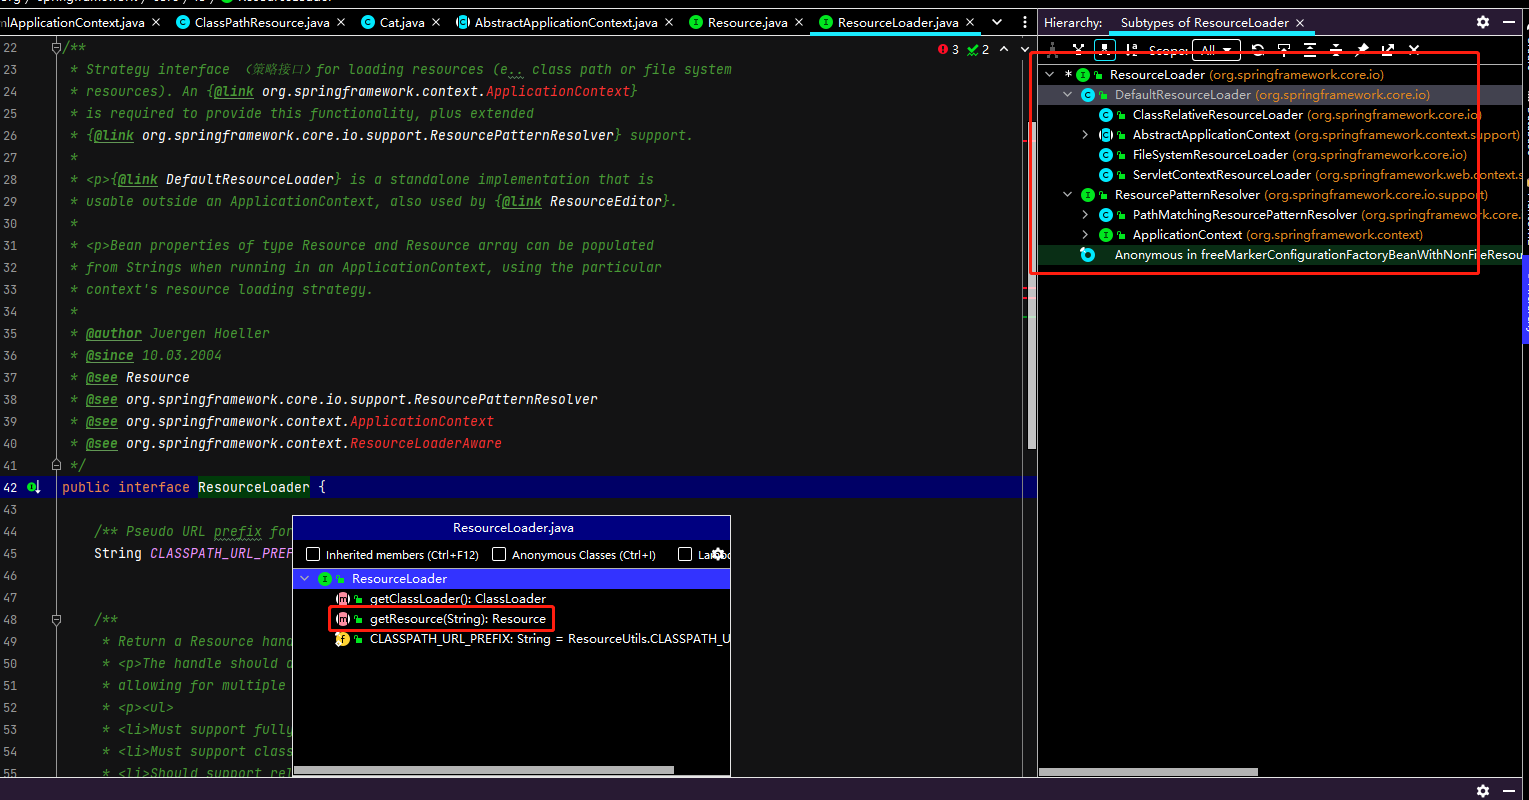 nlApplicationContext.java
ClassPathResource.java
Cat.java
AbstractApplicationContext.java
Resource.java
ResourceLoader.java
3
2
22 /**
23 * Strategy interface （策略接口）for loading resources (e.. class path or file system
24 * resources). An {@link org.springframework.context.ApplicationContext}
25 * is required to provide this functionality, plus extended
26 * {@link org.springframework.core.io.support.ResourcePatternResolver} support.
27 *
28 * <p>{@link DefaultResourceLoader} is a standalone implementation that is
29 * usable outside an ApplicationContext, also used by {@link ResourceEditor}.
30 *
31 * <p>Bean properties of type Resource and Resource array can be populated
32 * from Strings when running in an ApplicationContext, using the particular
33 * context's resource loading strategy.
34 *
35 * @author Juergen Hoeller
36 * @since 10.03.2004
37 * @see Resource
38 * @see org.springframework.core.io.support.ResourcePatternResolver
39 * @see org.springframework.context.ApplicationContext
40 * @see org.springframework.context.ResourceLoaderAware
41 */
42 public interface ResourceLoader {
43
44 /** Pseudo URL prefix for
45 String CLASSPATH_URL_PREF
46
47
48 /**
49 * Return a Resource hand
50 * <p>The handle should a
51 * allowing for multiple
52 * <p><ul>
53 * <li>Must support fully
54 * <li>Must support class
55 * <li>Should support rel
ResourceLoader.java
Inherited members (Ctrl+F12)
Anonymous Classes (Ctrl+I)
ResourceLoader
getClassLoader(): ClassLoader
getResource(String): Resource
CLASSPATH_URL_PREFIX: String = ResourceUtils.CLASSPATH_U
Hierarchy: Subtypes of ResourceLoader
Scope: All
* ResourceLoader (org.springframework.core.io)
DefaultResourceLoader (org.springframework.core.io)
ClassRelativeResourceLoader (org.springframework.core.io)
AbstractApplicationContext (org.springframework.context.support)
FileSystemResourceLoader (org.springframework.core.io)
ServletContextResourceLoader (org.springframework.web.context.s
ResourcePatternResolver (org.springframework.core.io.support)
PathMatchingResourcePatternResolver (org.springframework.core.
ApplicationContext (org.springframework.context)
Anonymous in freeMarkerConfigurationFactoryBeanWithNonFileResou